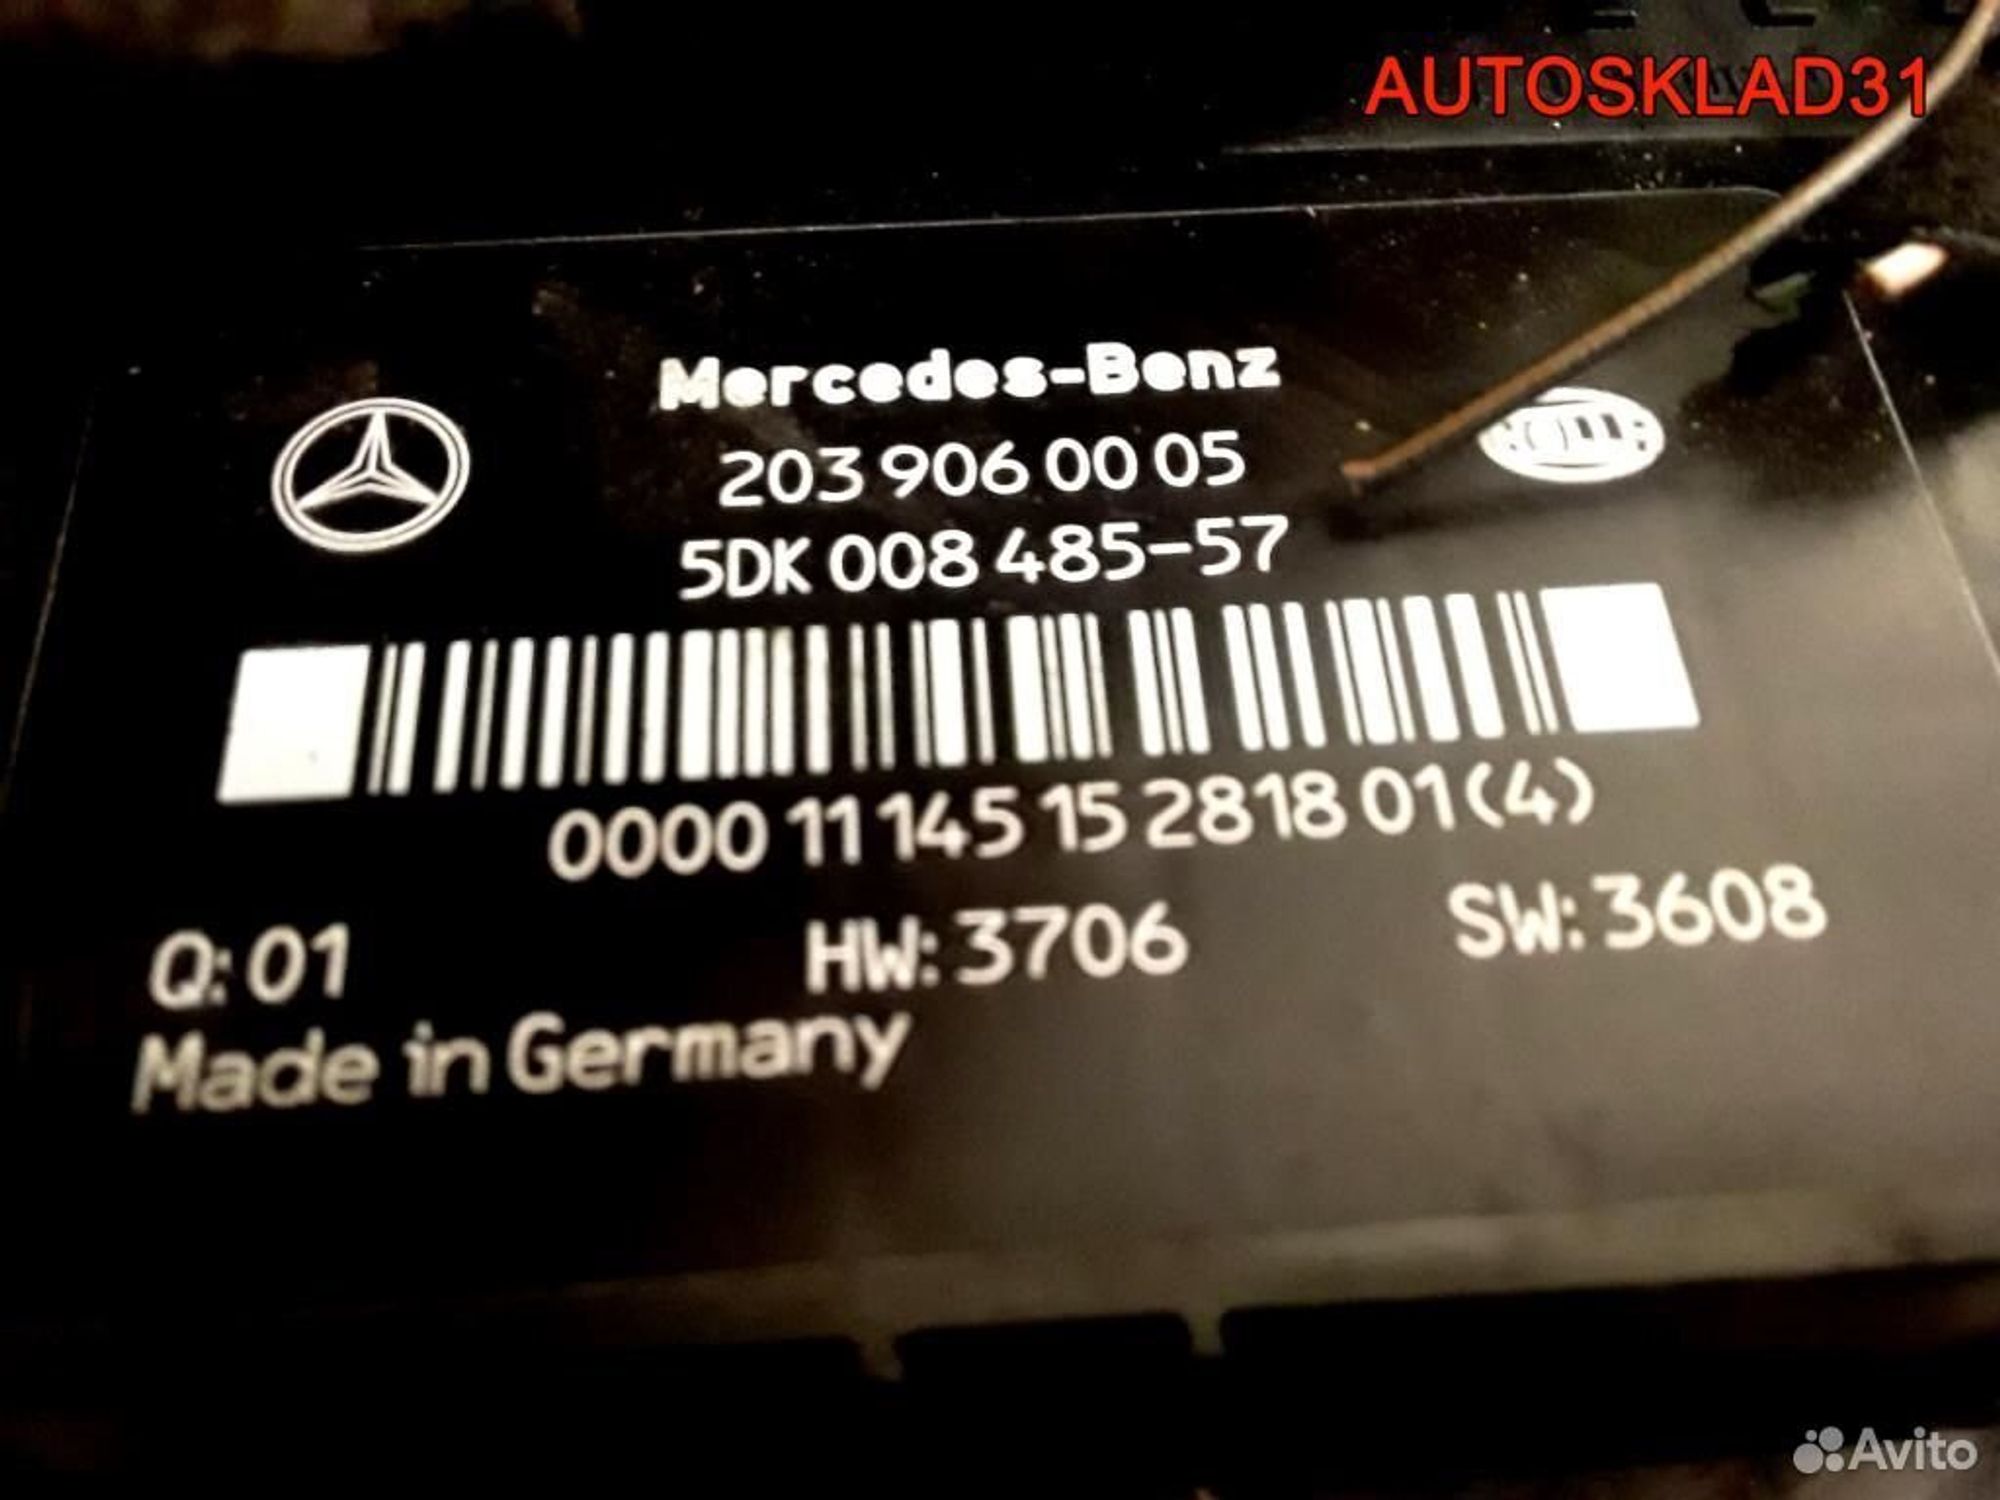 AUTOSKLAD31
Mercedes-Benz
203 906 00 05
HELLA
5DK 008 485-57
0000 11 145 15 2818 01 (4)
Q: 01 HW: 3706 SW: 3608
Made in Germany
Avito